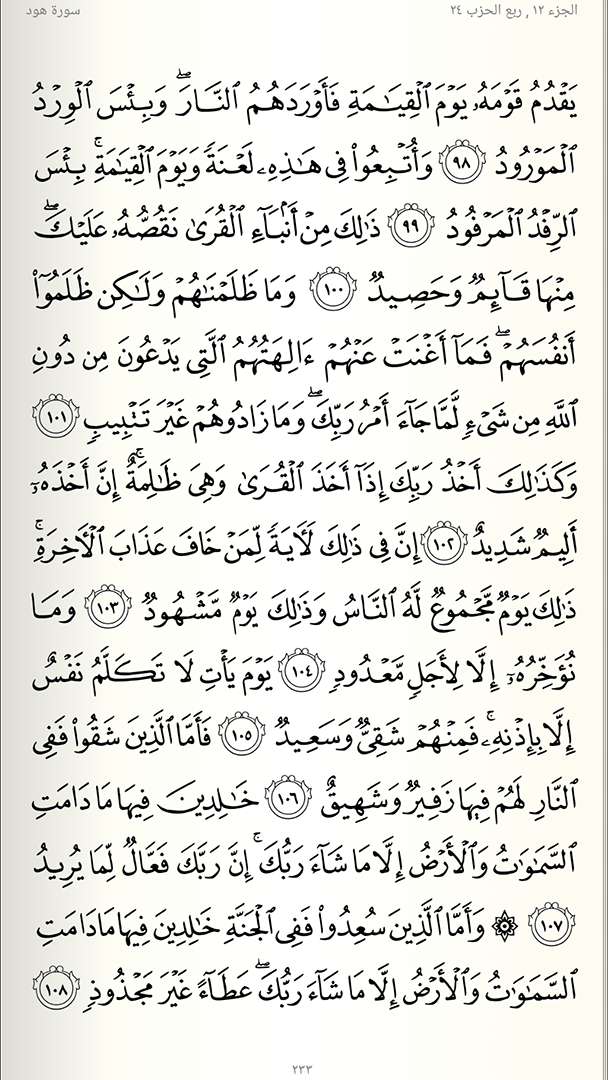 سورة هود
الجزء ١٢ , ربع الحزب ٢٤
يَقْدُمُ قَوْمَهُۥ يَوْمَ ٱلْقِيَـٰمَةِ فَأَوْرَدَهُمُ ٱلنَّارَ ۖ وَبِئْسَ ٱلْوِرْدُ
ٱلْمَوْرُودُ ٩٨ وَأُتْبِعُوا۟ فِى هَـٰذِهِۦ لَعْنَةً وَيَوْمَ ٱلْقِيَـٰمَةِ ۚ بِئْسَ
ٱلرِّفْدُ ٱلْمَرْفُودُ ٩٩ ذَٰلِكَ مِنْ أَنۢبَآءِ ٱلْقُرَىٰ نَقُصُّهُۥ عَلَيْكَ ۖ
مِنْهَا قَآئِمٌ وَحَصِيدٌ ١٠٠ وَمَا ظَلَمْنَـٰهُمْ وَلَـٰكِن ظَلَمُوٓا۟
أَنفُسَهُمْ ۖ فَمَآ أَغْنَتْ عَنْهُمْ ءَالِهَتُهُمُ ٱلَّتِى يَدْعُونَ مِن دُونِ
ٱللَّهِ مِن شَىْءٍ لَّمَّا جَآءَ أَمْرُ رَبِّكَ ۖ وَمَا زَادُوهُمْ غَيْرَ تَتْبِيبٍ ١٠١
وَكَذَٰلِكَ أَخْذُ رَبِّكَ إِذَآ أَخَذَ ٱلْقُرَىٰ وَهِىَ ظَـٰلِمَةٌ ۚ إِنَّ أَخْذَهُۥٓ
أَلِيمٌ شَدِيدٌ ١٠٢ إِنَّ فِى ذَٰلِكَ لَـَٔايَةً لِّمَنْ خَافَ عَذَابَ ٱلْـَٔاخِرَةِ ۚ
ذَٰلِكَ يَوْمٌ مَّجْمُوعٌ لَّهُ ٱلنَّاسُ وَذَٰلِكَ يَوْمٌ مَّشْهُودٌ ١٠٣ وَمَا
نُؤَخِّرُهُۥٓ إِلَّا لِأَجَلٍ مَّعْدُودٍ ١٠٤ يَوْمَ يَأْتِ لَا تَكَلَّمُ نَفْسٌ
إِلَّا بِإِذْنِهِۦ ۚ فَمِنْهُمْ شَقِىٌّ وَسَعِيدٌ ١٠٥ فَأَمَّا ٱلَّذِينَ شَقُوا۟ فَفِى
ٱلنَّارِ لَهُمْ فِيهَا زَفِيرٌ وَشَهِيقٌ ١٠٦ خَـٰلِدِينَ فِيهَا مَا دَامَتِ
ٱلسَّمَـٰوَٰتُ وَٱلْأَرْضُ إِلَّا مَا شَآءَ رَبُّكَ ۚ إِنَّ رَبَّكَ فَعَّالٌ لِّمَا يُرِيدُ
١٠٧ ۞ وَأَمَّا ٱلَّذِينَ سُعِدُوا۟ فَفِى ٱلْجَنَّةِ خَـٰلِدِينَ فِيهَا مَا دَامَتِ
ٱلسَّمَـٰوَٰتُ وَٱلْأَرْضُ إِلَّا مَا شَآءَ رَبُّكَ ۖ عَطَآءً غَيْرَ مَجْذُوذٍ ١٠٨
٢٣٣